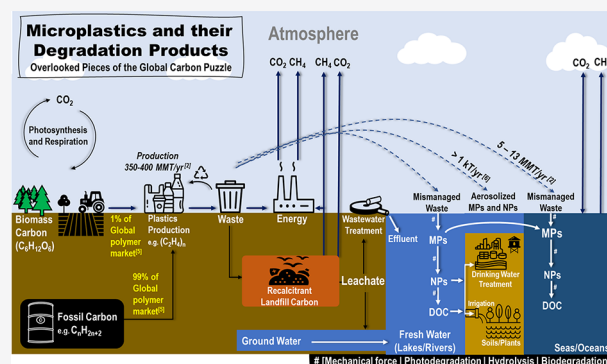 Microplastics and their
Degradation Products
Overlooked Pieces of the Global Carbon Puzzle
Atmosphere
CO₂ CH₄
CH₄ CO₂
CO₂ CH
CO₂
Photosynthesis
and Respiration
Production
350-400 MMT/yr[2]
> 1 kT/yr[6]
5 – 13 MMT/yr[2]
Biomass
Carbon
(C₆H₁₂O₆)
1% of
Global
polymer
market[5]
Plastics
Production
e.g. (C₂H₄)ₙ
Waste
Energy
Wastewater
Treatment
Effluent
Mismanaged
Waste
Aerosolized
MPs and NPs
Mismanaged
Waste
#
MPs
#
NPs
#
DOC
#
MPs
#
NPs
#
DOC
Drinking Water
Treatment
Irrigation
Soils/Plants
99% of
Global
polymer
market[5]
Fossil Carbon
e.g. CₙH₂ₙ₊₂
Recalcitrant
Landfill Carbon
Leachate
Ground Water
Fresh Water
(Lakes/Rivers)
Seas/Oceans
# [Mechanical force | Photodegradation | Hydrolysis | Biodegradation